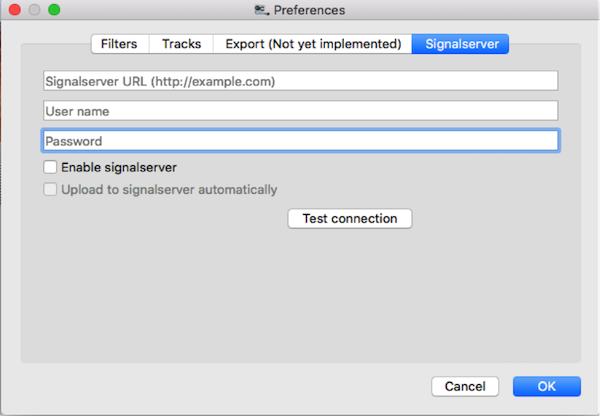 Preferences
Filters Tracks Export (Not yet implemented) Signalserver
Signalserver URL (http://example.com)
User name
Password
Enable signalserver
Upload to signalserver automatically
Test connection
Cancel OK